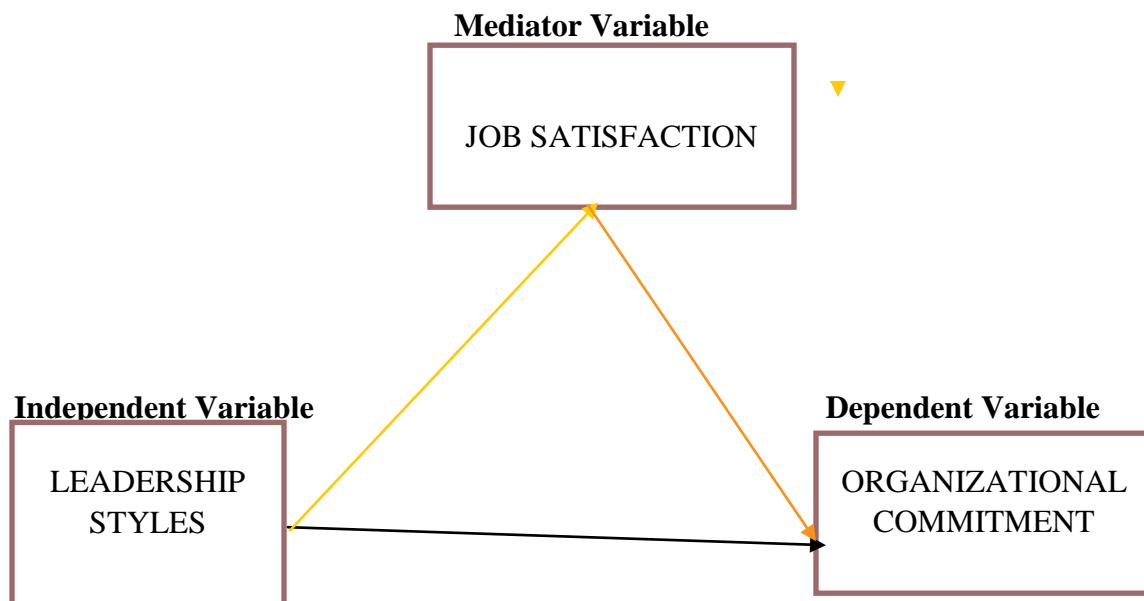 Mediator Variable
JOB SATISFACTION
Independent Variable
LEADERSHIP
STYLES
Dependent Variable
ORGANIZATIONAL
COMMITMENT